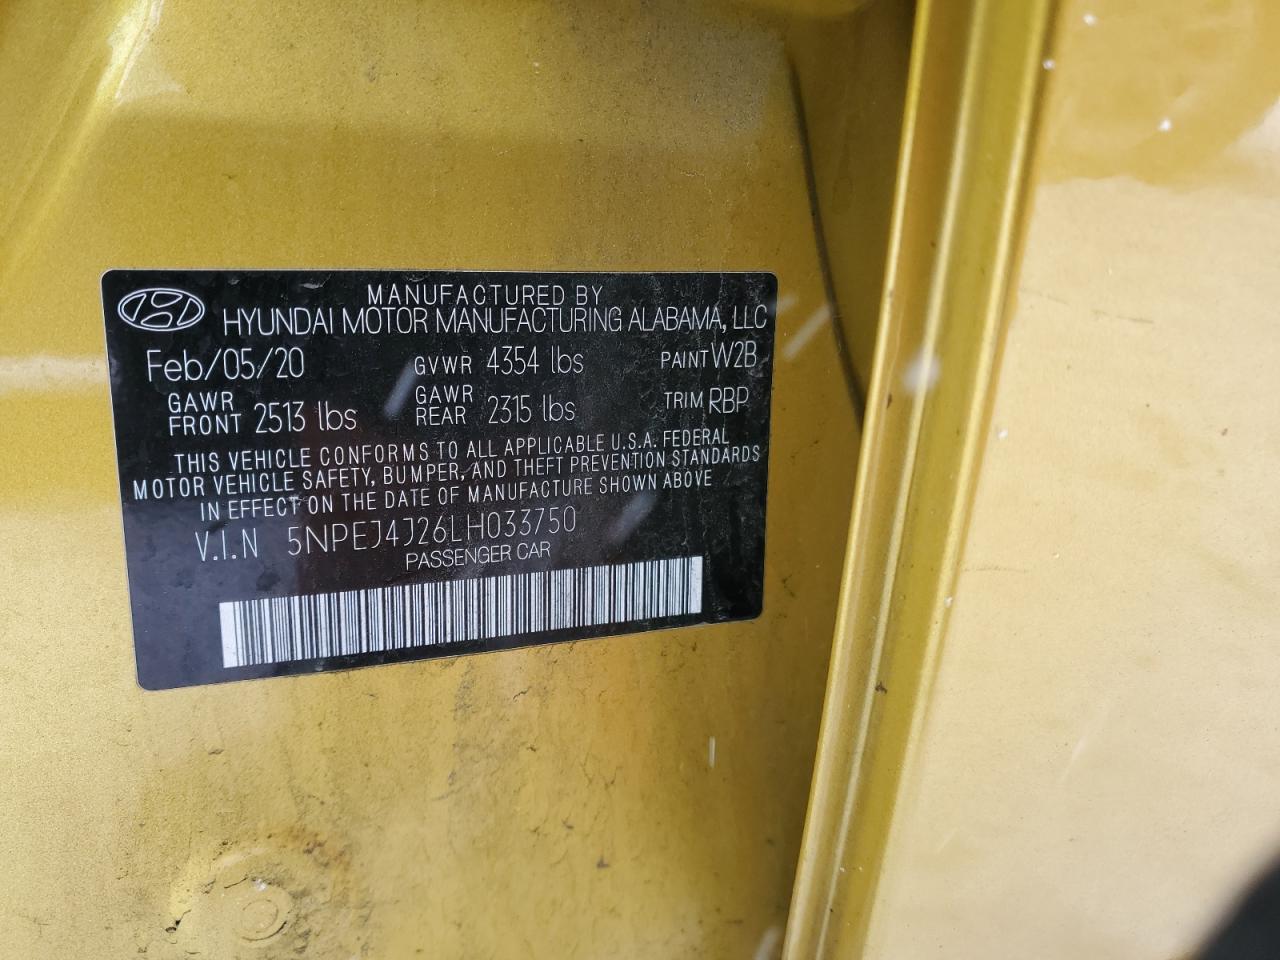 MANUFACTURED BY
HYUNDAI MOTOR MANUFACTURING ALABAMA, LLC
Feb/05/20 GVWR 4354 lbs PAINT W2B
GAWR FRONT 2513 lbs GAWR REAR 2315 lbs TRIM RBP
THIS VEHICLE CONFORMS TO ALL APPLICABLE U.S.A. FEDERAL
MOTOR VEHICLE SAFETY, BUMPER, AND THEFT PREVENTION STANDARDS
IN EFFECT ON THE DATE OF MANUFACTURE SHOWN ABOVE
V.I.N 5NPEJ4J26LH033750
PASSENGER CAR